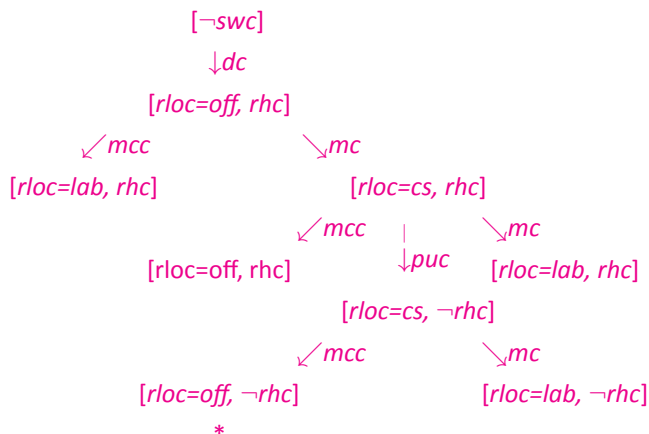 [¬swc]
↓dc
[rloc=off, rhc]
↙mcc ↘mc
[rloc=lab, rhc] [rloc=cs, rhc]
↙mcc | ↘mc
↓puc
[rloc=off, rhc] [rloc=lab, rhc]
[rloc=cs, ¬rhc]
↙mcc ↘mc
[rloc=off, ¬rhc] [rloc=lab, ¬rhc]
*